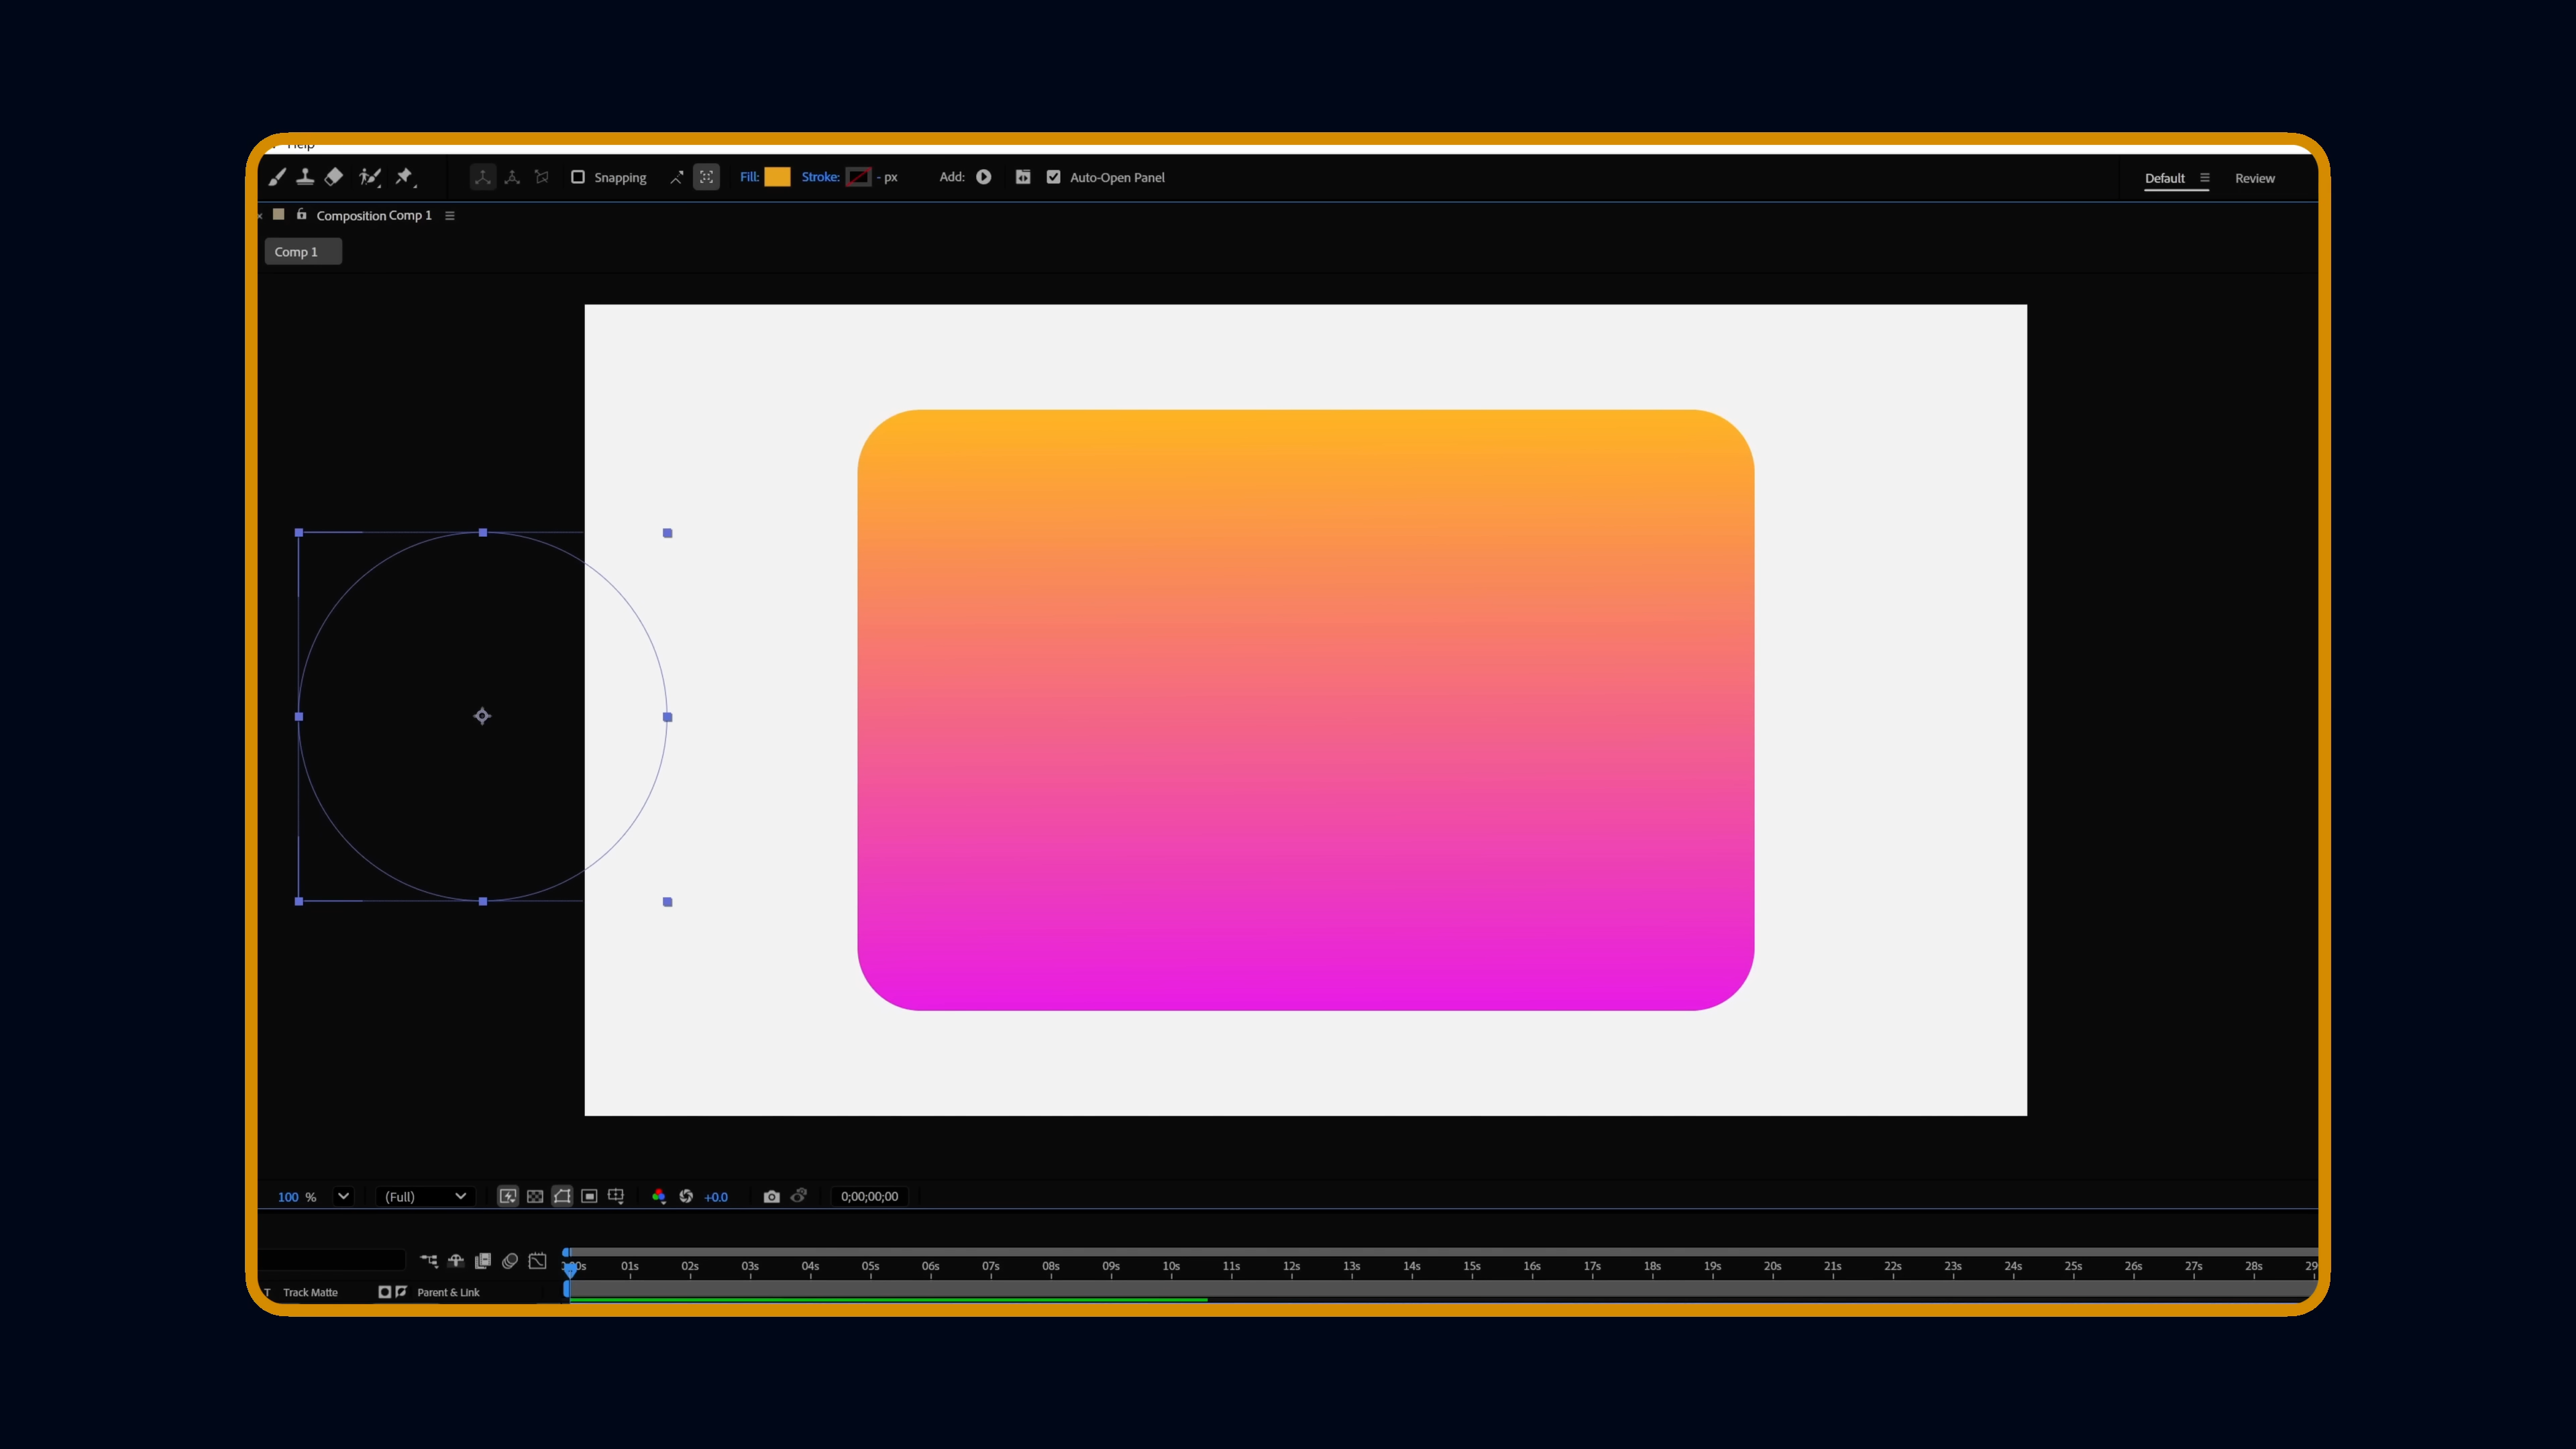 Help
Snapping Fill: Stroke: - px Add: Auto-Open Panel Default Review
Composition Comp 1
Comp 1
100 % (Full) +0.0 0;00;00;00
01s 02s 03s 04s 05s 06s 07s 08s 09s 10s 11s 12s 13s 14s 15s 16s 17s 18s 19s 20s 21s 22s 23s 24s 25s 26s 27s 28s 29
T Track Matte Parent & Link